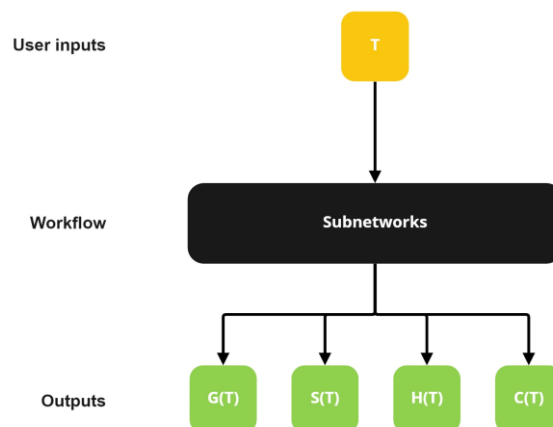 User inputs
T
Workflow
Subnetworks
Outputs
G(T)
S(T)
H(T)
C(T)